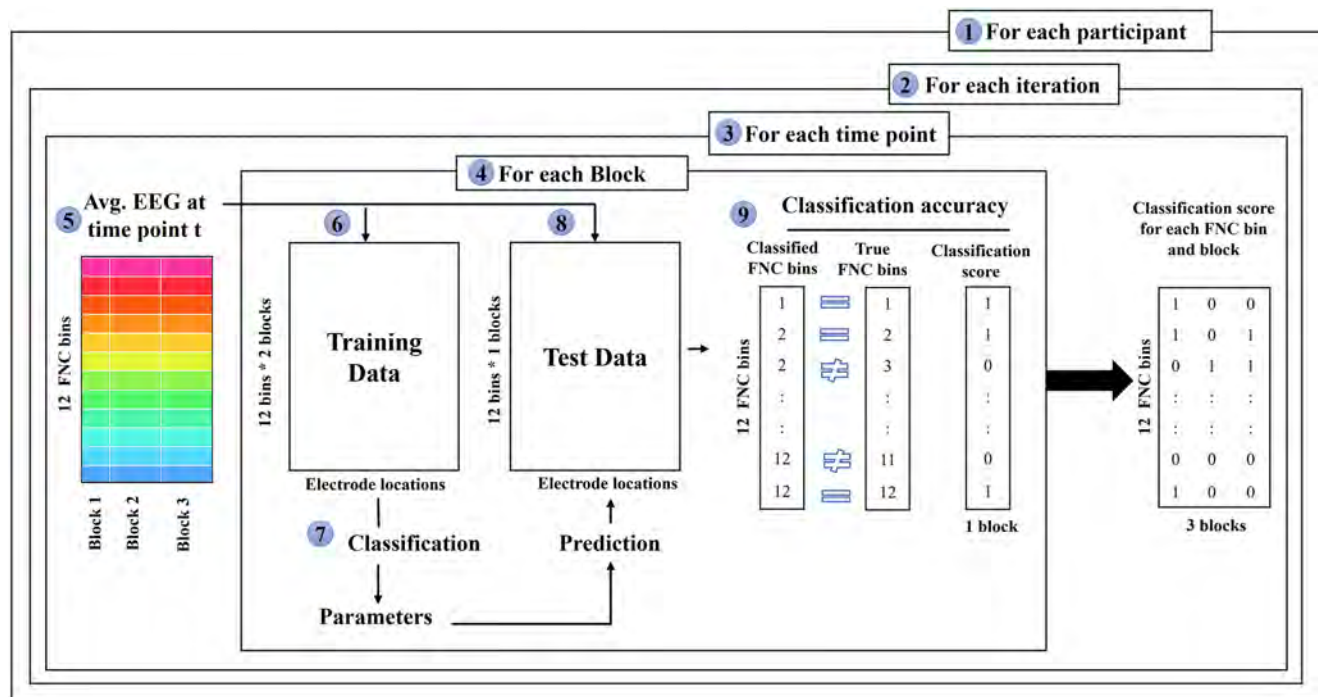 1 For each participant
2 For each iteration
3 For each time point
4 For each Block
5 Avg. EEG at
time point t
12 FNC bins
Block 1
Block 2
Block 3
6
12 bins * 2 blocks
Training
Data
Electrode locations
7 Classification
Parameters
8
12 bins * 1 blocks
Test Data
Electrode locations
Prediction
9 Classification accuracy
Classified
FNC bins
True
FNC bins
Classification
score
12 FNC bins
1 = 1 1
2 = 2 1
2 ≠ 3 0
: : :
: : :
12 ≠ 11 0
12 = 12 1
1 block
Classification score
for each FNC bin
and block
12 FNC bins
1 0 0
1 0 1
0 1 1
: : :
: : :
0 0 0
1 0 0
3 blocks